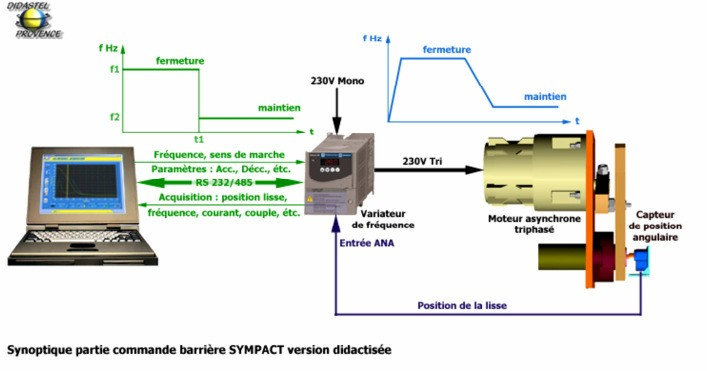 DIDASTEL
PROVENCE
f Hz
fermeture
f1
maintien
f2
t
t1
230V Mono
f Hz
fermeture
maintien
t
Fréquence, sens de marche
Paramètres : Acc., Décc., étc.
RS 232/485
Acquisition : position lisse,
fréquence, courant, couple, étc.
230V Tri
Variateur
de fréquence
Entrée ANA
Moteur asynchrone
triphasé
Capteur
de position
angulaire
Position de la lisse
Synoptique partie commande barrière SYMPACT version didactisée